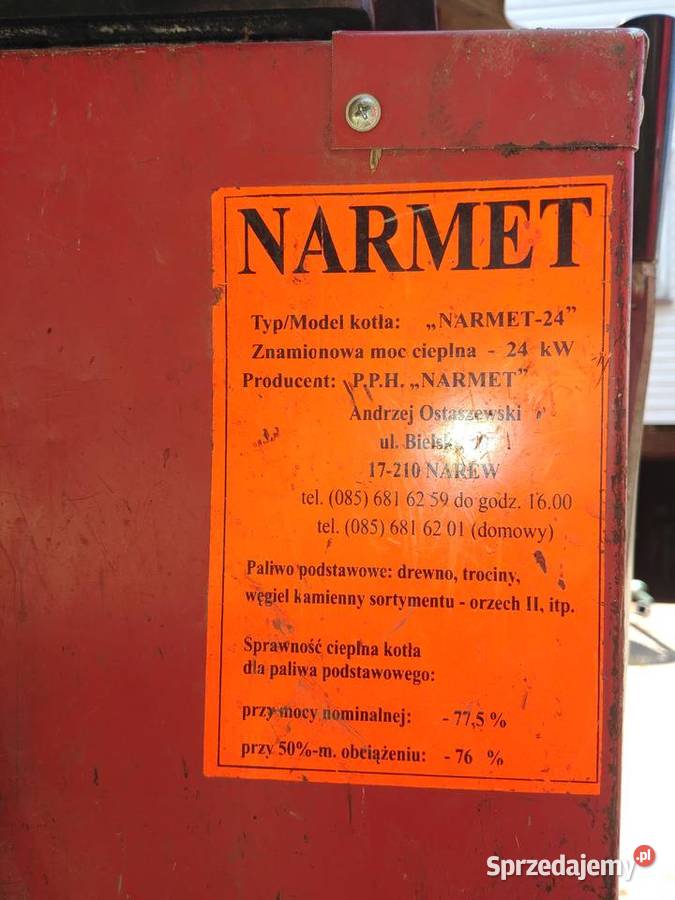 NARMET
Typ/Model kotła: „NARMET-24”
Znamionowa moc cieplna - 24 kW
Producent: P.P.H. „NARMET”
Andrzej Ostaszewski
ul.
17-210 NAREW
tel. (085) 681 62 59 do godz. 16.00
tel. (085) 681 62 01 (domowy)
Paliwo podstawowe: drewno, trociny,
węgiel kamienny sortymentu - orzech II, itp.
Sprawność cieplna kotła
dla paliwa podstawowego:
przy mocy nominalnej: - 77,5 %
przy 50%-m. obciążeniu: - 76 %
Sprzedajemy.pl